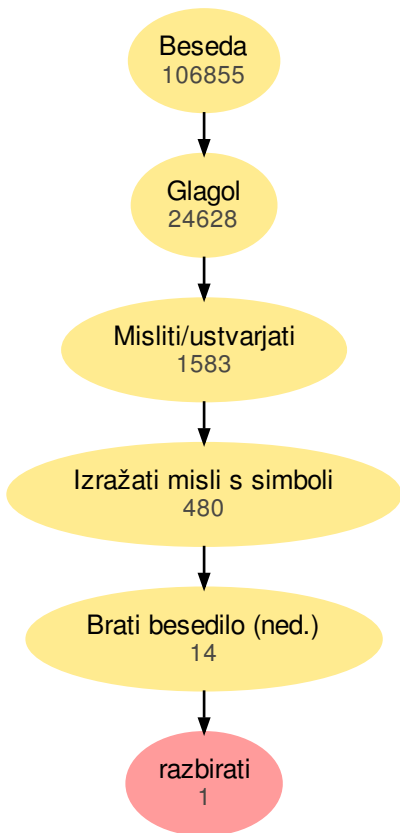 Beseda
106855
Glagol
24628
Misliti/ustvarjati
1583
Izražati misli s simboli
480
Brati besedilo (ned.)
14
razbirati
1